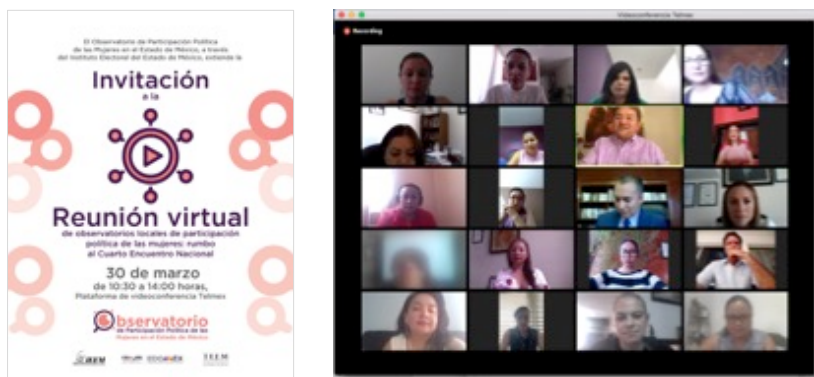 El Observatorio de Participación Política
de las Mujeres en el Estado de México, a través
del Instituto Electoral del Estado de México, extiende la
Invitación
a la
Reunión virtual
de observatorios locales de participación
política de las mujeres: rumbo
al Cuarto Encuentro Nacional
30 de marzo
de 10:30 a 14:00 horas,
Plataforma de videoconferencia Telmex
Observatorio
de Participación Política de las
Mujeres en el Estado de México
IEEM
Videoconferencia Telmex
Recording